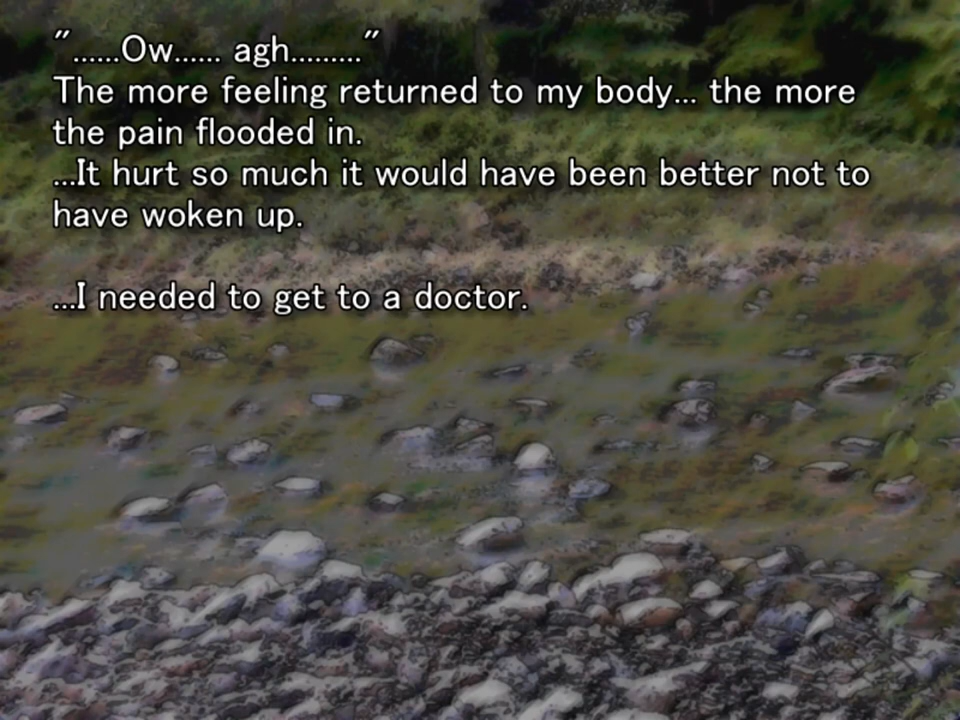 "......Ow...... agh........."
The more feeling returned to my body... the more
the pain flooded in.
...It hurt so much it would have been better not to
have woken up.
...I needed to get to a doctor.